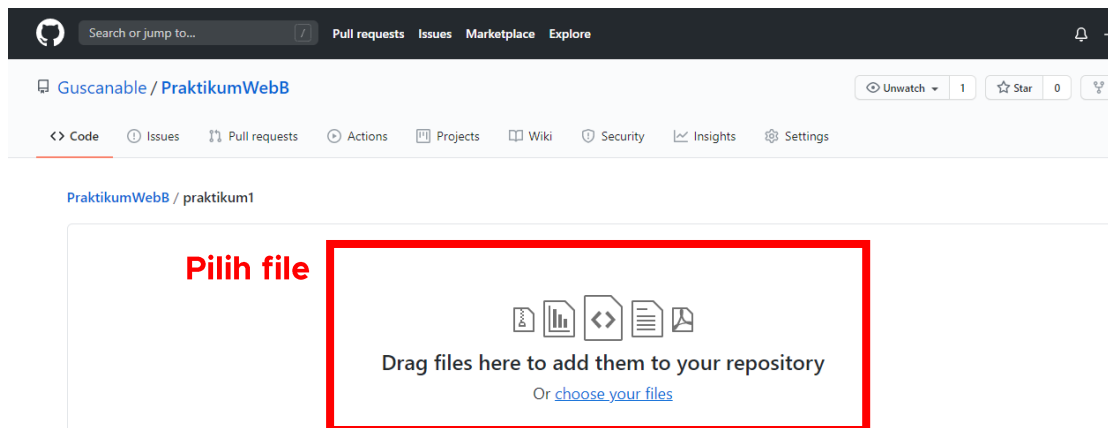 Search or jump to... /
Pull requests Issues Marketplace Explore
Guscanable / PraktikumWebB
Unwatch 1 Star 0
<> Code Issues Pull requests Actions Projects Wiki Security Insights Settings
PraktikumWebB / praktikum1
Pilih file
Drag files here to add them to your repository
Or choose your files